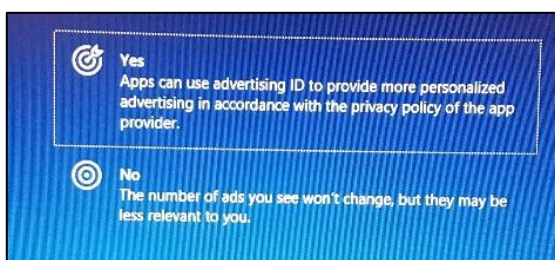 Yes
Apps can use advertising ID to provide more personalized
advertising in accordance with the privacy policy of the app
provider.
No
The number of ads you see won't change, but they may be
less relevant to you.